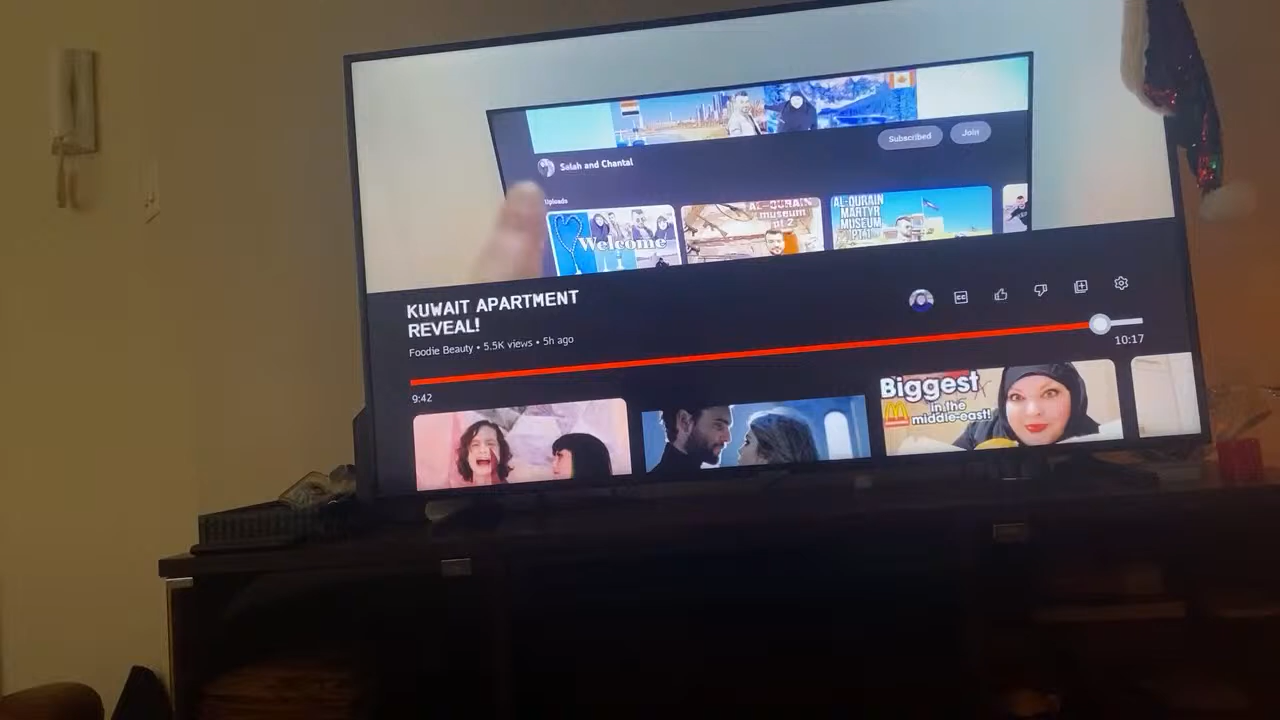 Subscribed
Join
Salah and Chantal
Uploads
Welcome
AL-QURAIN
museum
pt 2
AL-QURAIN
MARTYR
MUSEUM
PT.1
KUWAIT APARTMENT
REVEAL!
CC
Foodie Beauty • 5.5K views • 5h ago
10:17
9:42
Biggest
in the
middle-east!